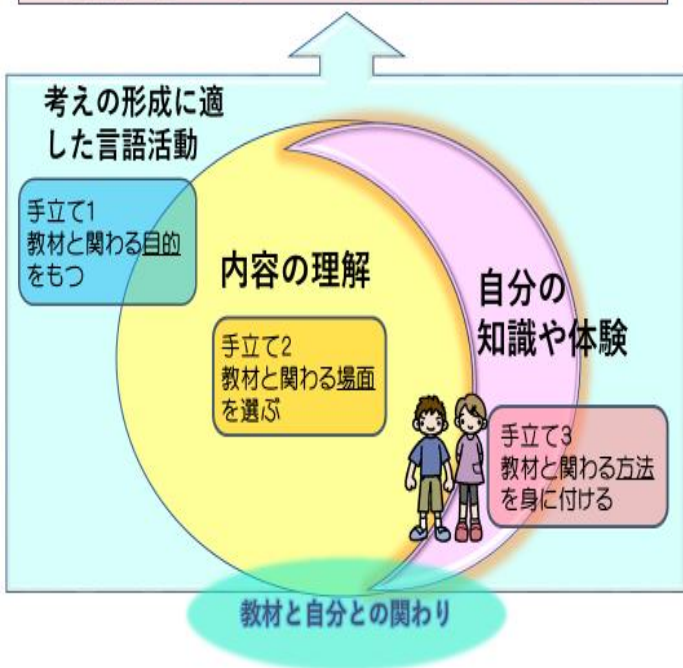 考えの形成に適
した言語活動
手立て1
教材と関わる目的
をもつ
内容の理解
自分の
知識や体験
手立て2
教材と関わる場面
を選ぶ
手立て3
教材と関わる方法
を身に付ける
教材と自分との関わり